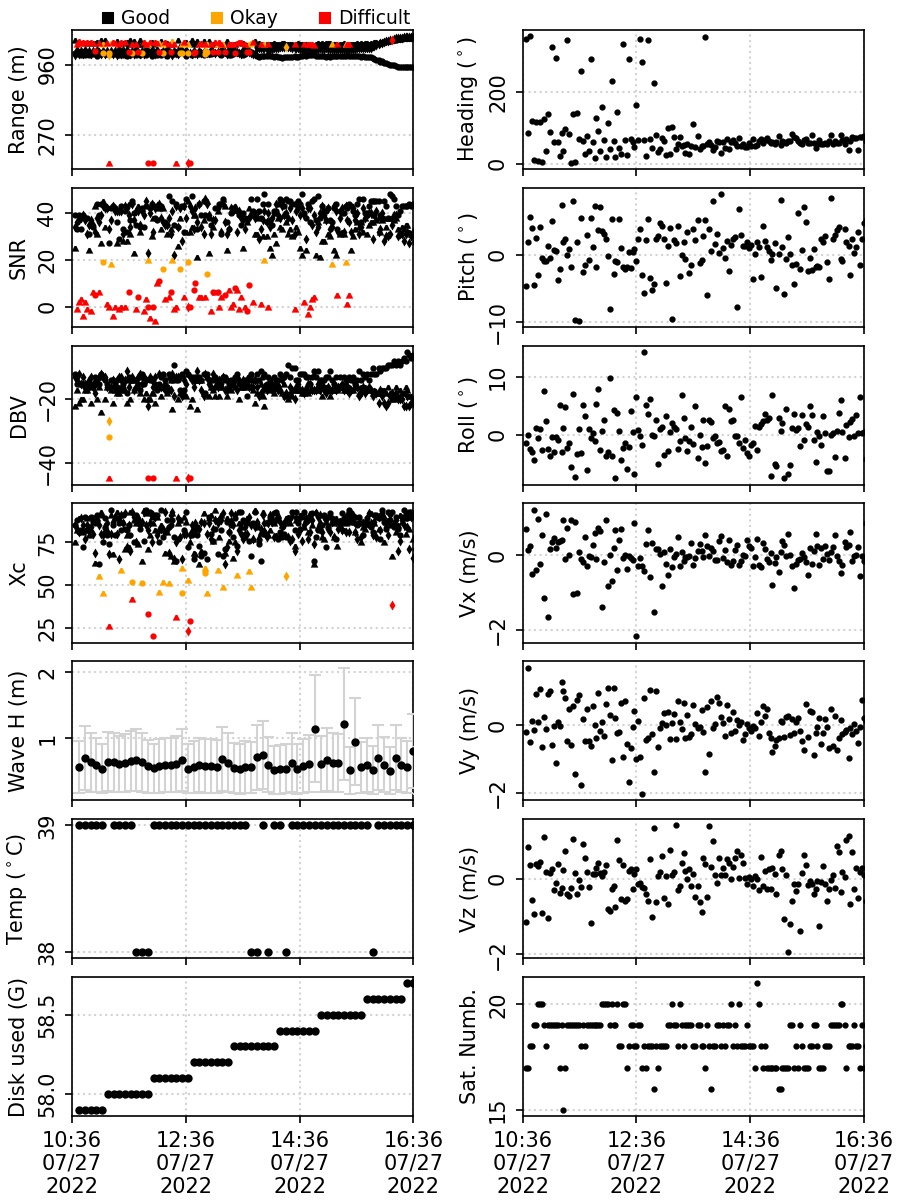 Good Okay Difficult
Range (m)
960
270
Heading (°)
200
0
SNR
40
20
0
Pitch (°)
0
−10
DBV
−20
−40
Roll (°)
10
0
Xc
75
50
25
Vx (m/s)
0
−2
Wave H (m)
2
1
Vy (m/s)
0
−2
Temp (°C)
39
38
Vz (m/s)
0
−2
Disk used (G)
58.5
58.0
Sat. Numb.
20
15
10:36 12:36 14:36 16:36
07/27 07/27 07/27 07/27
2022 2022 2022 2022
10:36 12:36 14:36 16:36
07/27 07/27 07/27 07/27
2022 2022 2022 2022